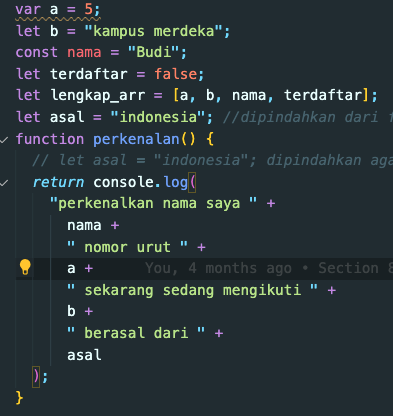 var a = 5;
let b = "kampus merdeka";
const nama = "Budi";
let terdaftar = false;
let lengkap_arr = [a, b, nama, terdaftar];
let asal = "indonesia"; //dipindahkan dari
function perkenalan() {
// let asal = "indonesia"; dipindahkan
return console.log(
"perkenalkan nama saya " +
nama +
" nomor urut " +
a + You, 4 months ago • Section
" sekarang sedang mengikuti " +
b +
" berasal dari " +
asal
);
}